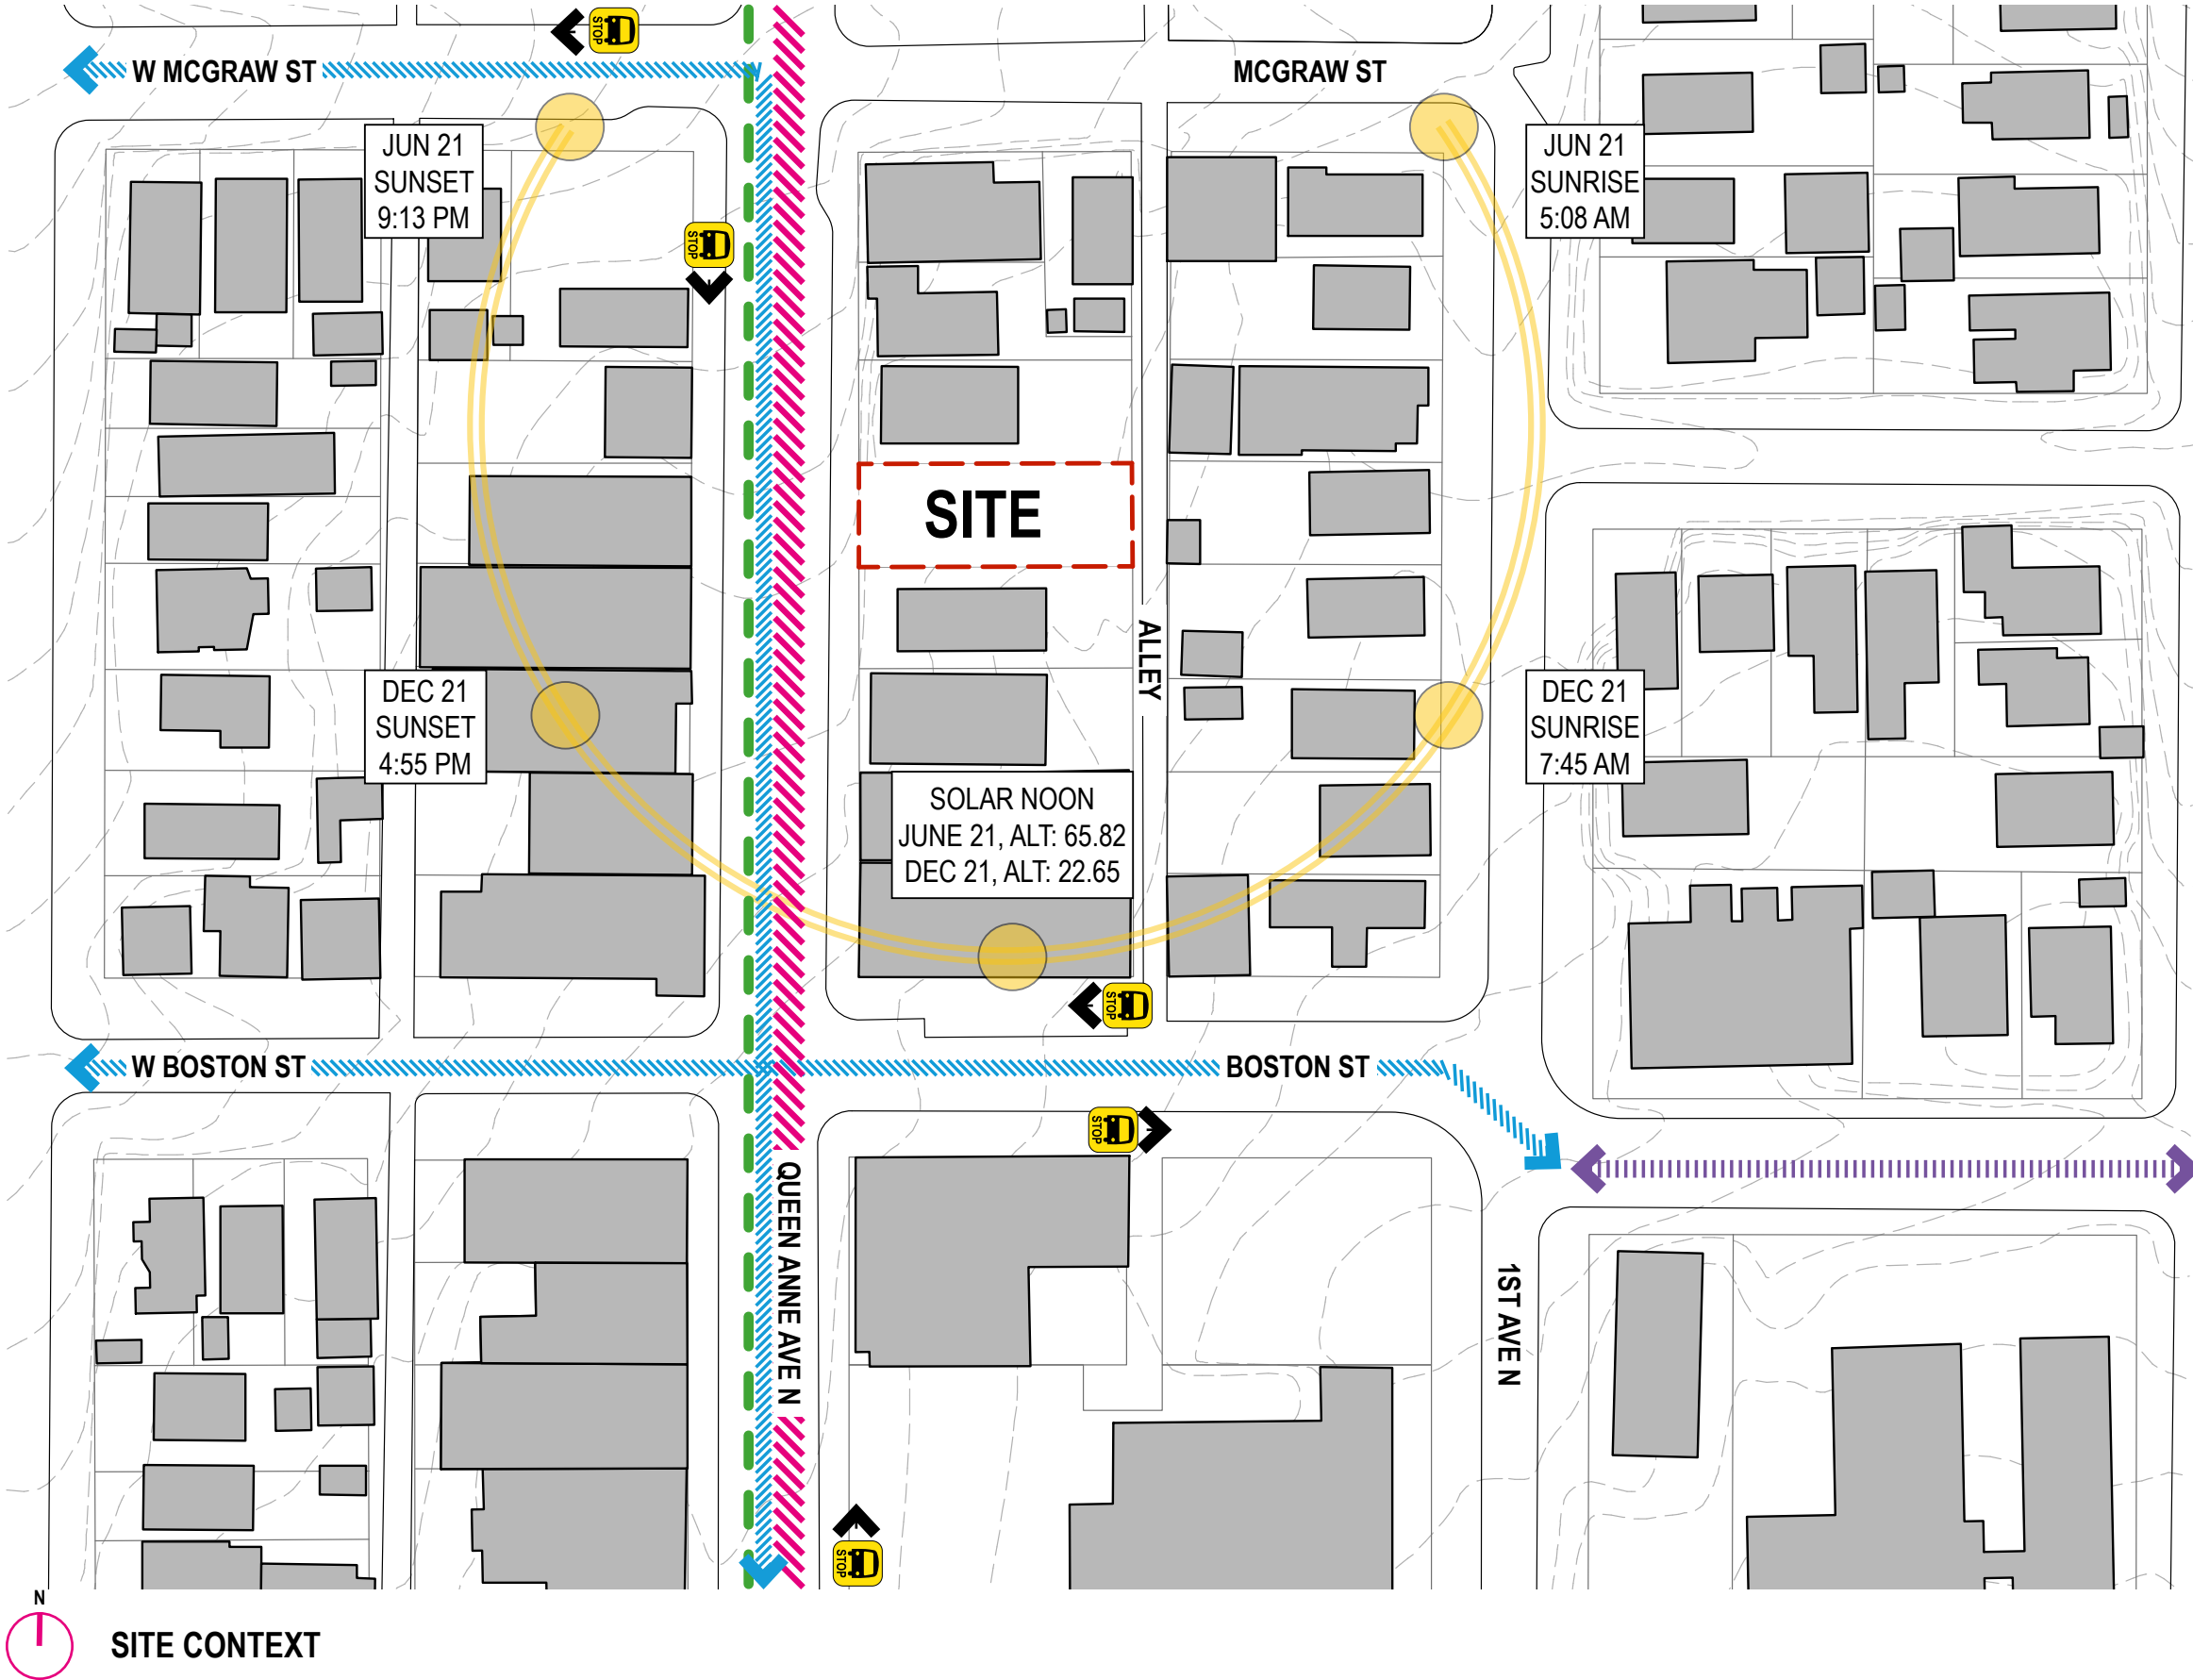 STOP
W MCGRAW ST
MCGRAW ST
JUN 21
SUNSET
9:13 PM
JUN 21
SUNRISE
5:08 AM
STOP
SITE
ALLEY
DEC 21
SUNSET
4:55 PM
DEC 21
SUNRISE
7:45 AM
SOLAR NOON
JUNE 21, ALT: 65.82
DEC 21, ALT: 22.65
STOP
W BOSTON ST
BOSTON ST
STOP
QUEEN ANNE AVE N
1ST AVE N
STOP
N
SITE CONTEXT